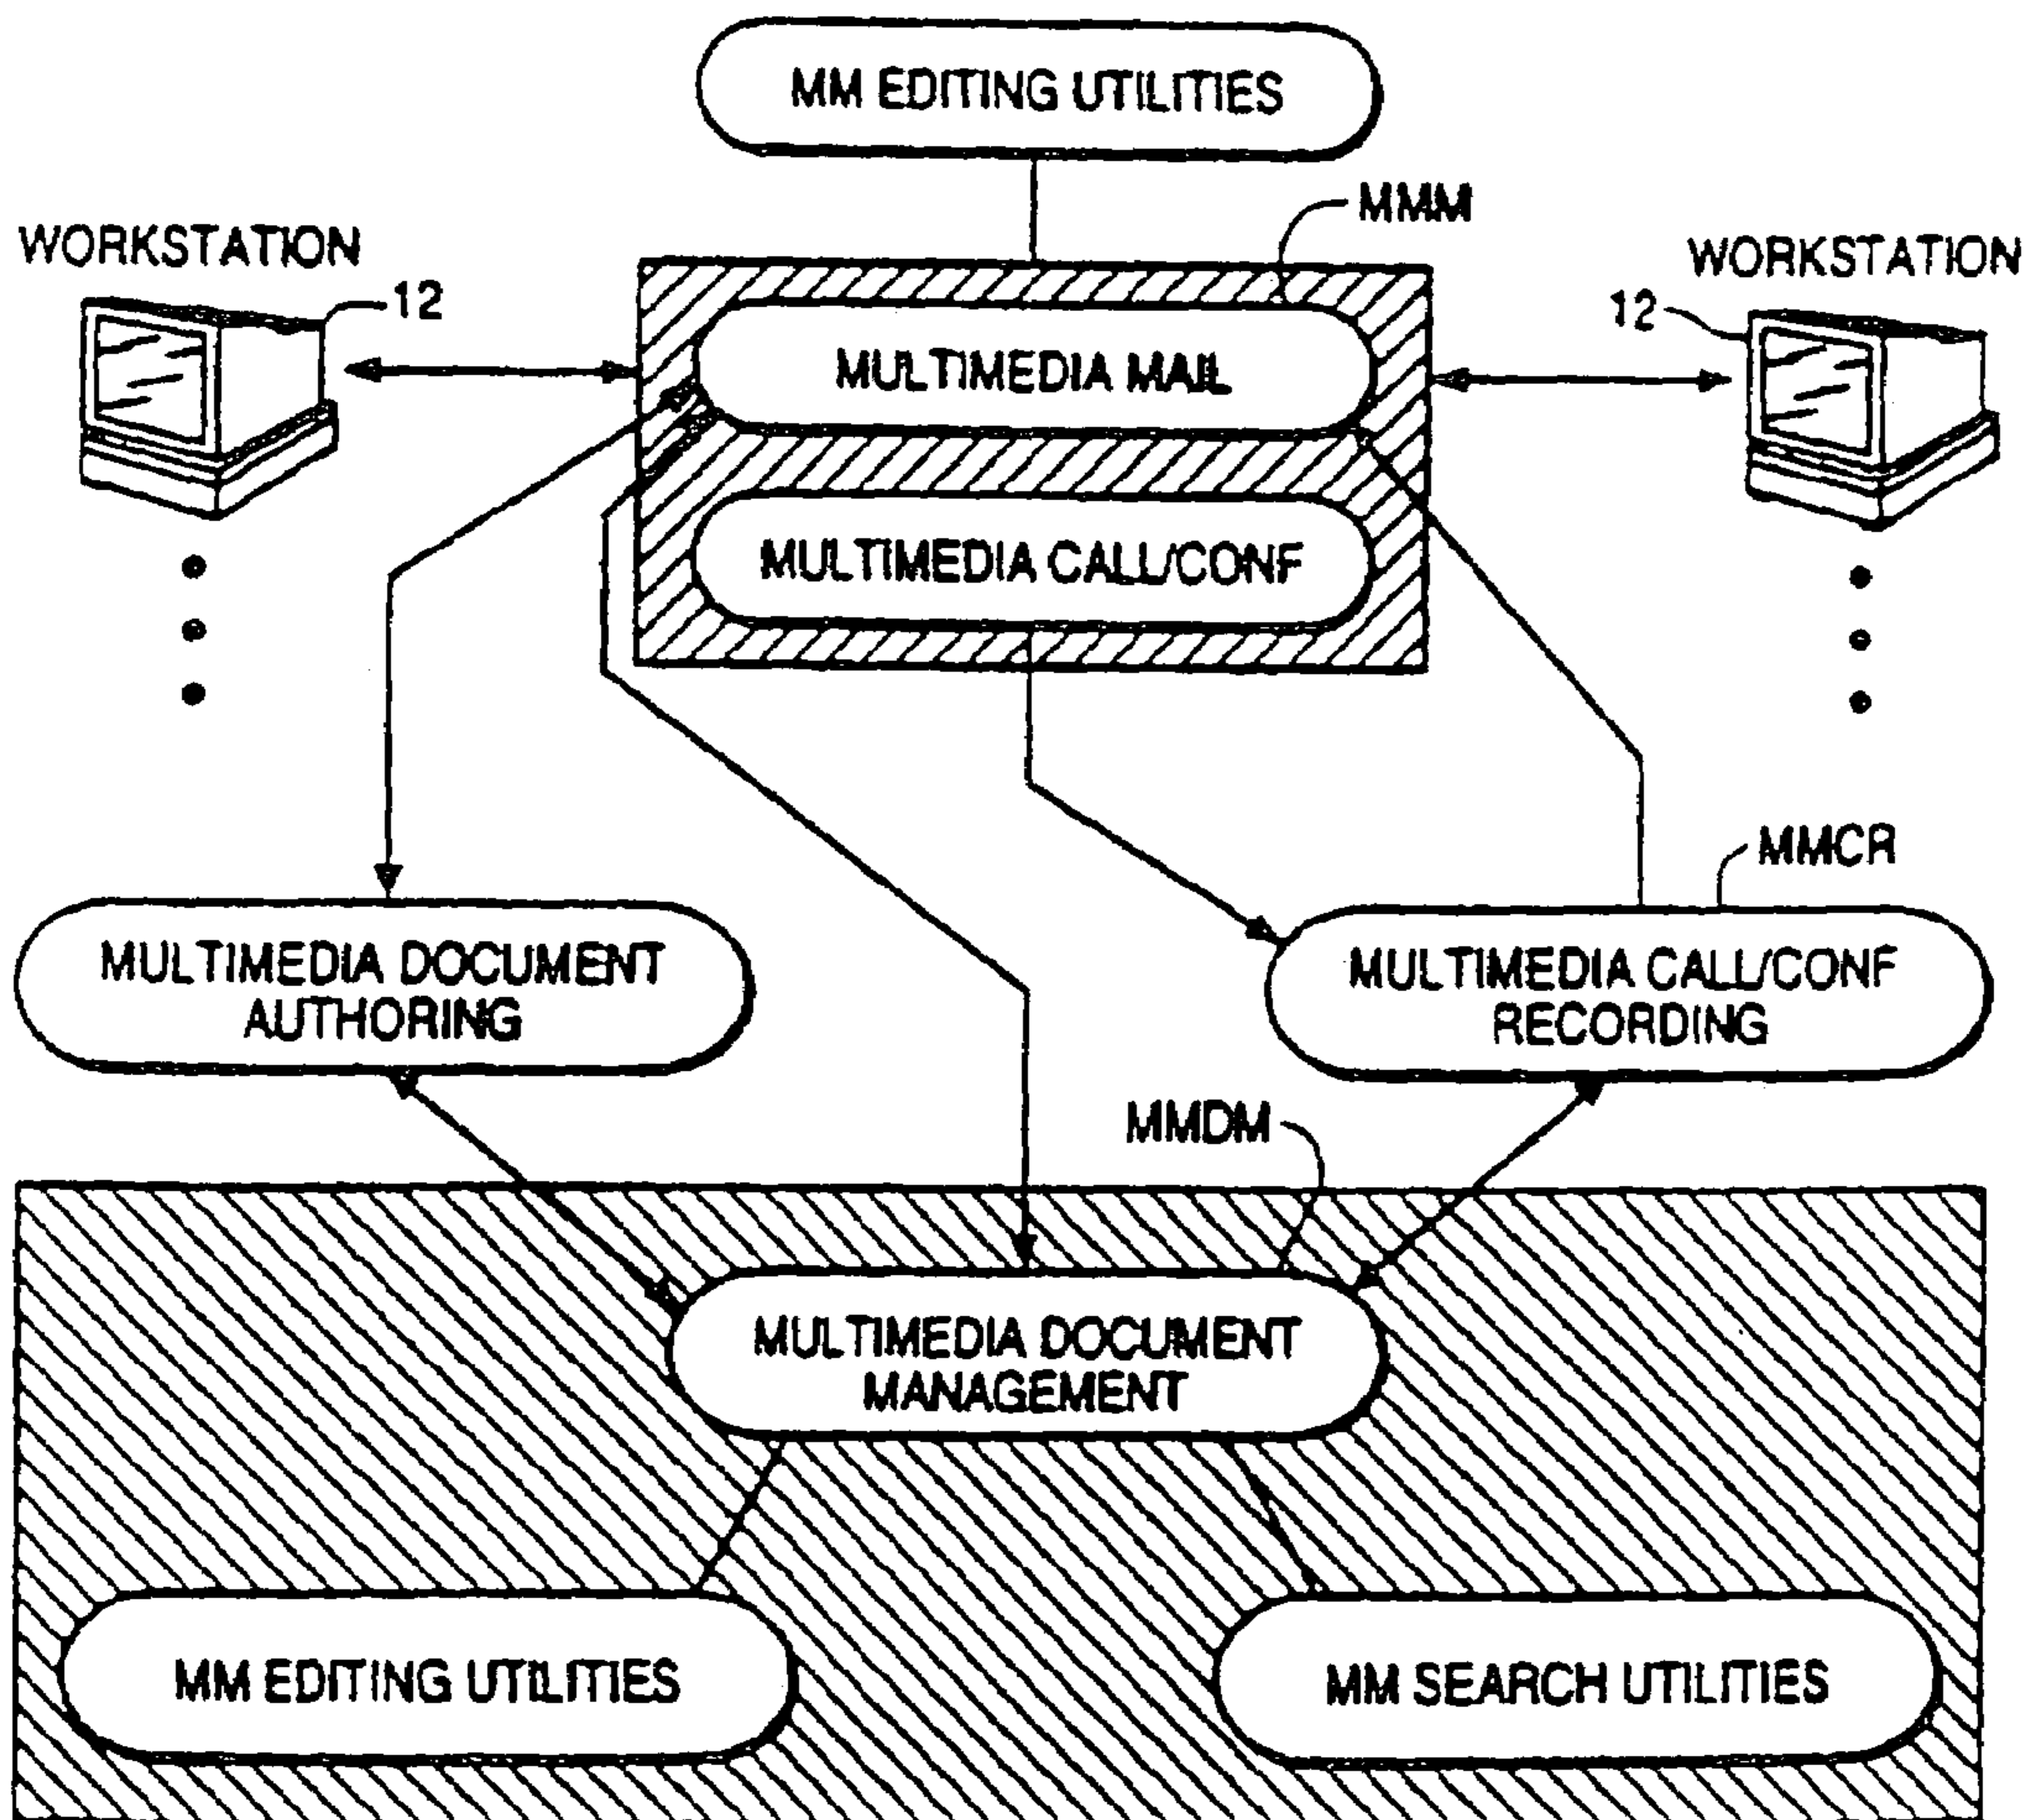 MM EDITING UTILITIES
MMM
WORKSTATION
WORKSTATION
12
12
MULTIMEDIA MAIL
MULTIMEDIA CALL/CONF
MMCR
MULTIMEDIA DOCUMENT
AUTHORING
MULTIMEDIA CALL/CONF
RECORDING
MMDM
MULTIMEDIA DOCUMENT
MANAGEMENT
MM EDITING UTILITIES
MM SEARCH UTILITIES